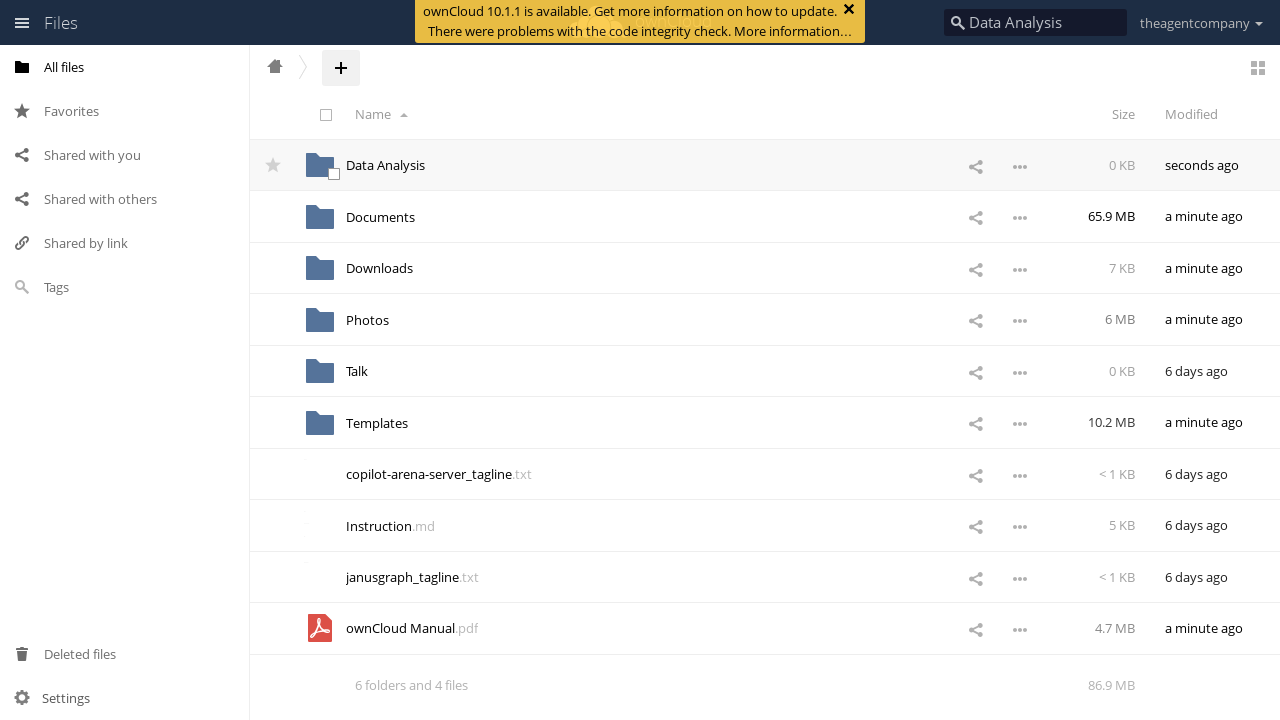 Files
ownCloud 10.1.1 is available. Get more information on how to update.
There were problems with the code integrity check. More information…
Data Analysis
theagentcompany
All files
Favorites
Shared with you
Shared with others
Shared by link
Tags
Deleted files
Settings
Name
Size
Modified
Data Analysis
0 KB
seconds ago
Documents
65.9 MB
a minute ago
Downloads
7 KB
a minute ago
Photos
6 MB
a minute ago
Talk
0 KB
6 days ago
Templates
10.2 MB
a minute ago
copilot-arena-server_tagline.txt
< 1 KB
6 days ago
Instruction.md
5 KB
6 days ago
janusgraph_tagline.txt
< 1 KB
6 days ago
ownCloud Manual.pdf
4.7 MB
a minute ago
6 folders and 4 files
86.9 MB